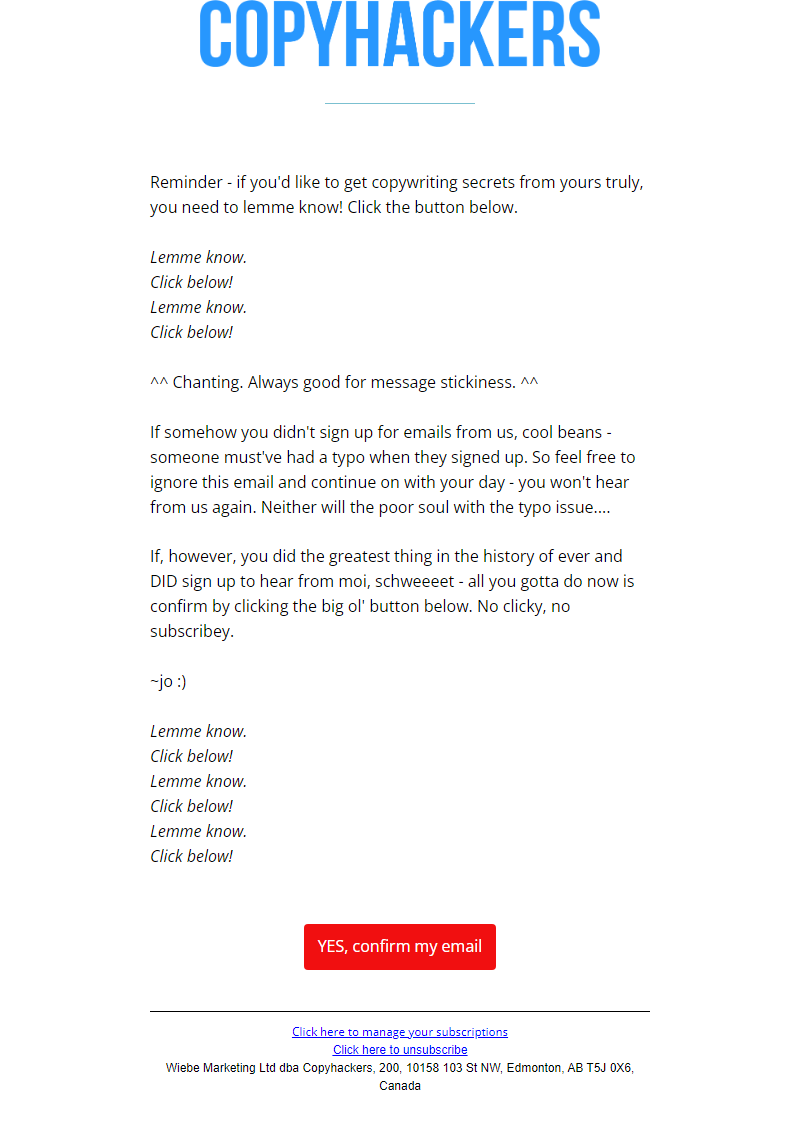 COPYHACKERS
Reminder - if you'd like to get copywriting secrets from yours truly,
you need to lemme know! Click the button below.
Lemme know.
Click below!
Lemme know.
Click below!
^^ Chanting. Always good for message stickiness. ^^
If somehow you didn't sign up for emails from us, cool beans -
someone must've had a typo when they signed up. So feel free to
ignore this email and continue on with your day - you won't hear
from us again. Neither will the poor soul with the typo issue....
If, however, you did the greatest thing in the history of ever and
DID sign up to hear from moi, schweeeet - all you gotta do now is
confirm by clicking the big ol' button below. No clicky, no
subscribey.
~jo :)
Lemme know.
Click below!
Lemme know.
Click below!
Lemme know.
Click below!
YES, confirm my email
Click here to manage your subscriptions
Click here to unsubscribe
Wiebe Marketing Ltd dba Copyhackers, 200, 10158 103 St NW, Edmonton, AB T5J 0X6,
Canada